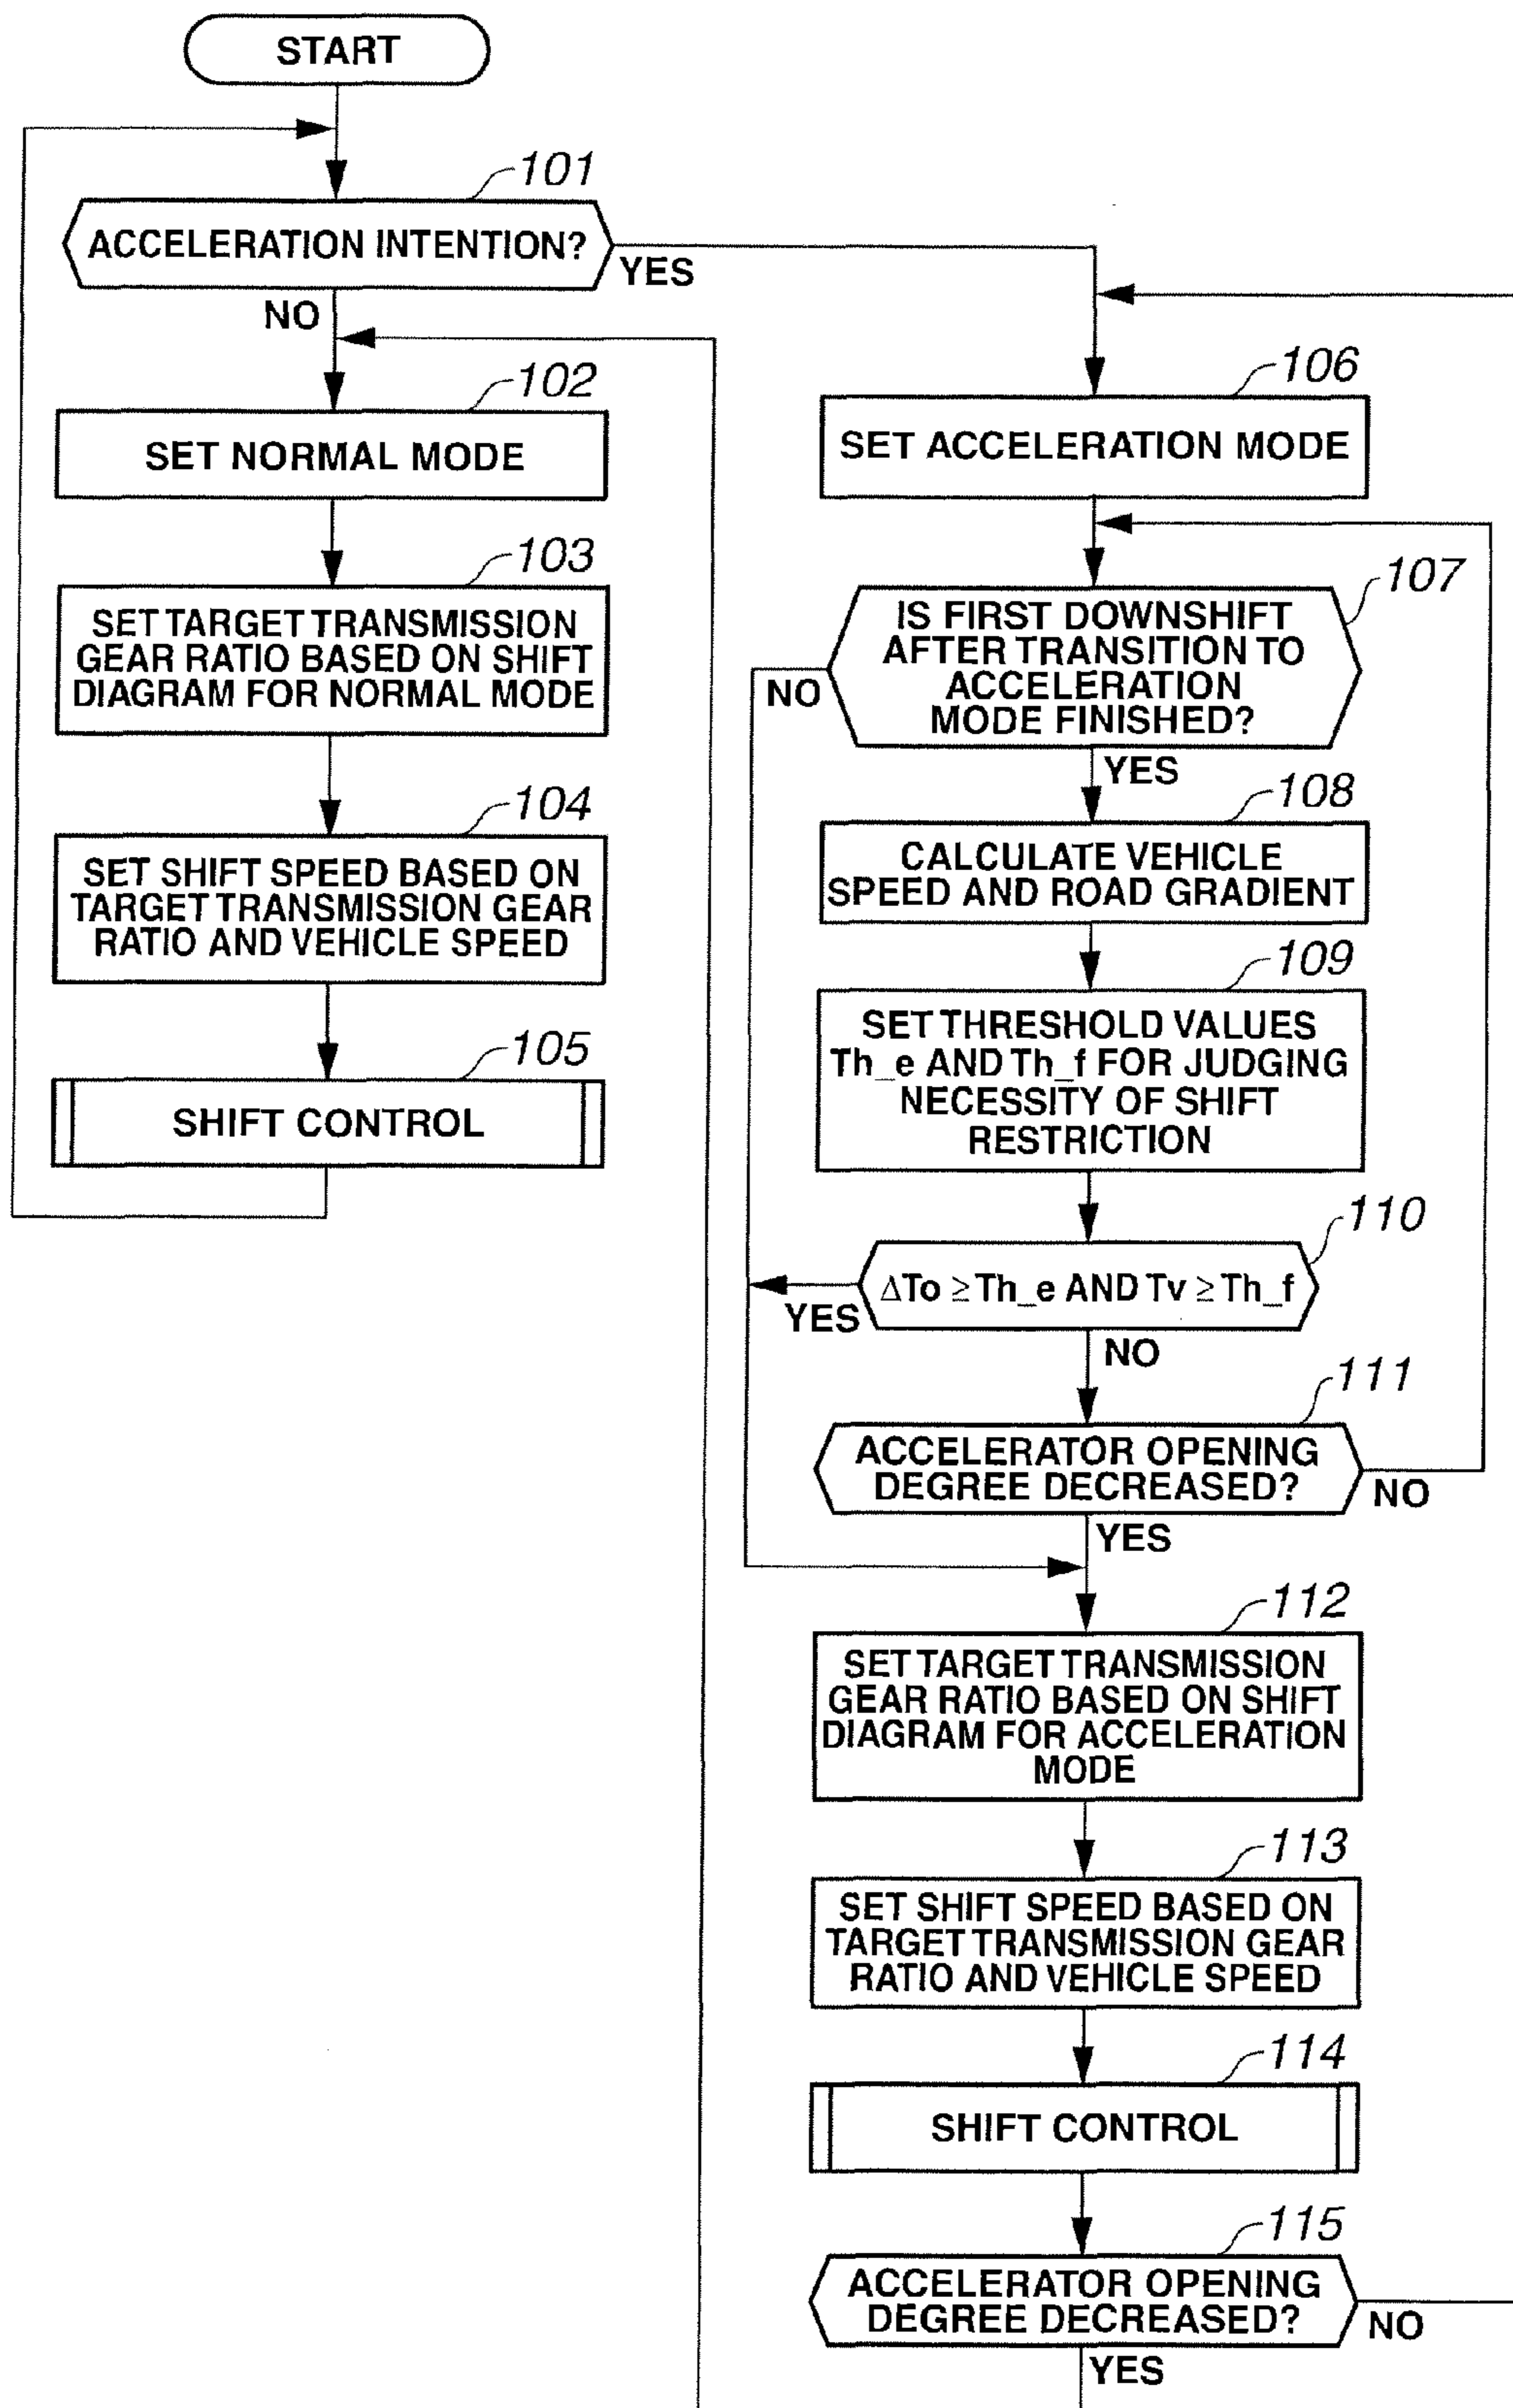 START
101
ACCELERATION INTENTION?
YES
NO
102
SET NORMAL MODE
103
SET TARGET TRANSMISSION
GEAR RATIO BASED ON SHIFT
DIAGRAM FOR NORMAL MODE
104
SET SHIFT SPEED BASED ON
TARGET TRANSMISSION GEAR
RATIO AND VEHICLE SPEED
105
SHIFT CONTROL
106
SET ACCELERATION MODE
107
IS FIRST DOWNSHIFT
AFTER TRANSITION TO
ACCELERATION
MODE FINISHED?
NO
YES
108
CALCULATE VEHICLE
SPEED AND ROAD GRADIENT
109
SET THRESHOLD VALUES
Th_e AND Th_f FOR JUDGING
NECESSITY OF SHIFT
RESTRICTION
110
ΔTo ≧ Th_e AND Tv ≧ Th_f
YES
NO
111
ACCELERATOR OPENING
DEGREE DECREASED?
NO
YES
112
SET TARGET TRANSMISSION
GEAR RATIO BASED ON SHIFT
DIAGRAM FOR ACCELERATION
MODE
113
SET SHIFT SPEED BASED ON
TARGET TRANSMISSION GEAR
RATIO AND VEHICLE SPEED
114
SHIFT CONTROL
115
ACCELERATOR OPENING
DEGREE DECREASED?
NO
YES